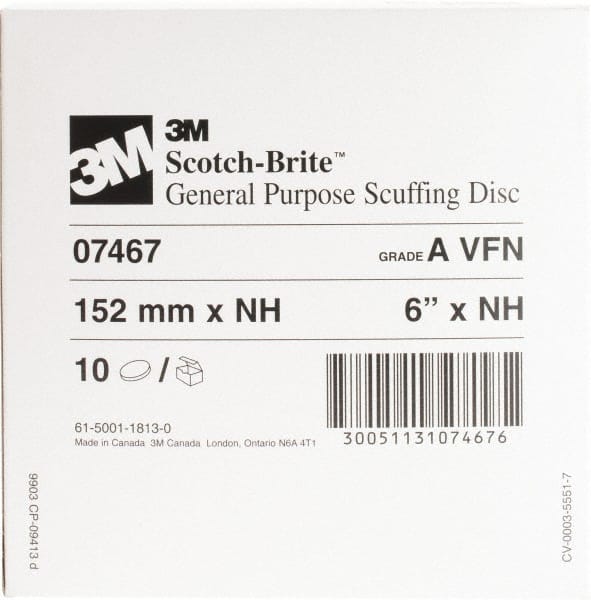 3M
3M
Scotch-Brite™
General Purpose Scuffing Disc
07467 GRADE A VFN
152 mm x NH 6” x NH
10 /
61-5001-1813-0
Made in Canada 3M Canada London, Ontario N6A 4T1
30051131074676
9903 CP-09413 d
CV-0003-5551-7